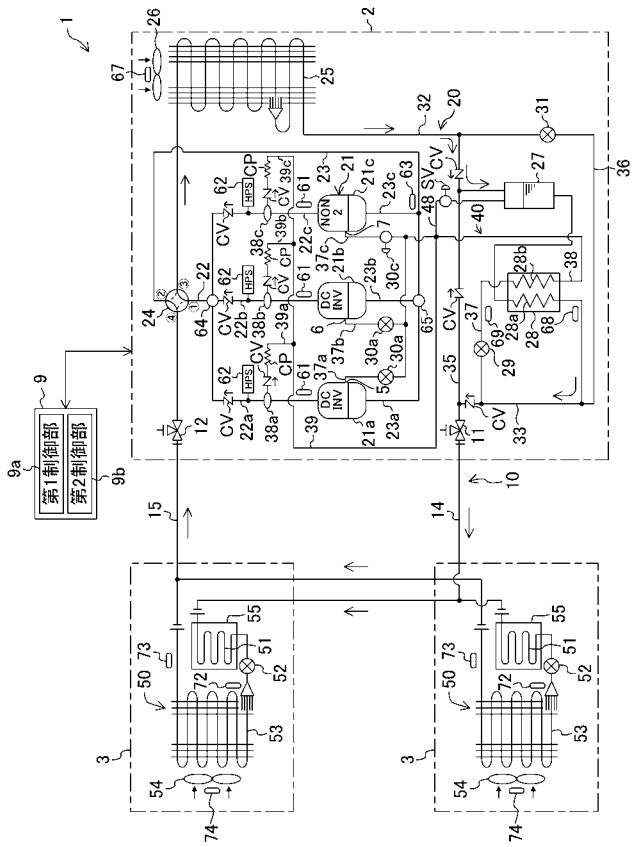 26
67
1
2
25
9
9a
第1制御部
第2制御部
9b
24
①
②
③
④
22
64
12
15
CV
HPS
62
CV
HPS
62
CV
HPS
62
22a
22b
22c
38a
38b
38c
CV
CP
39a
CV
CP
39b
CV
CP
39c
39
61
61
61
DC
INV
21a
DC
INV
21b
NON
2
21c
21
5
6
7
37a
37b
37c
30a
30a
30c
23a
23b
23c
23
63
65
32
20
CV
SV
48
40
27
31
36
CV
35
37
28b
28a
28
38
69
68
29
CV
33
11
10
14
3
73
50
72
55
51
52
53
54
74
3
73
50
72
55
51
52
53
54
74